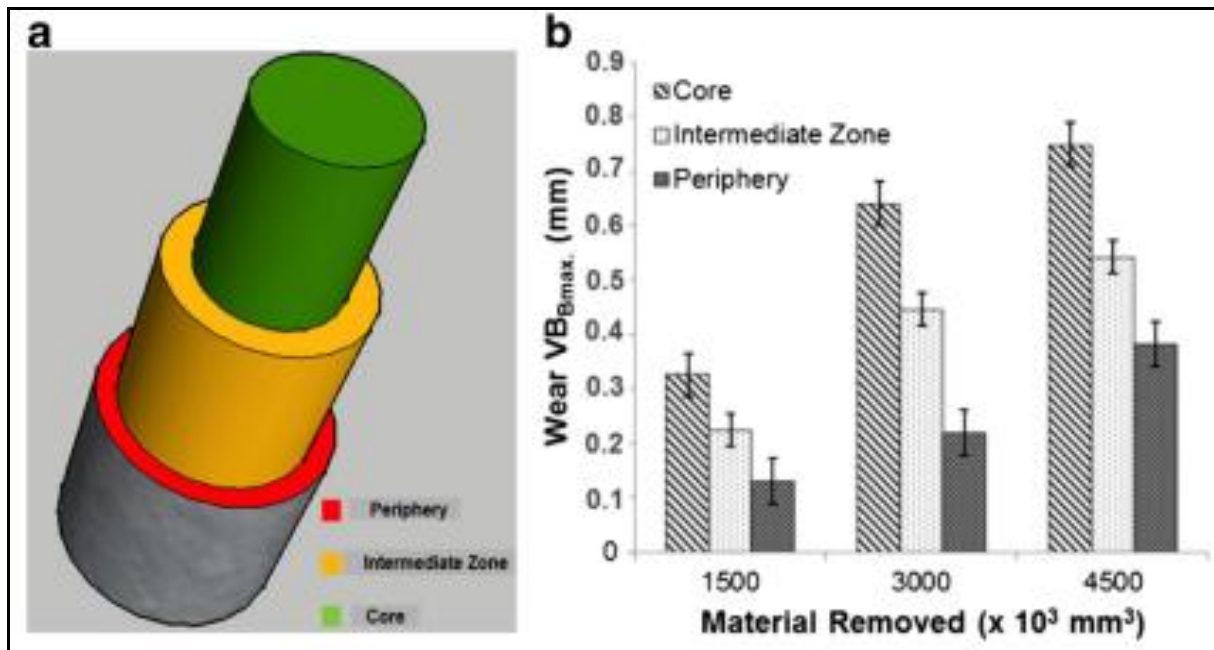 a
Periphery
Intermediate Zone
Core
b
0.9
0.8
0.7
0.6
0.5
0.4
0.3
0.2
0.1
0
Wear VBBmax. (mm)
Core
Intermediate Zone
Periphery
1500 3000 4500
Material Removed (x 10³ mm³)